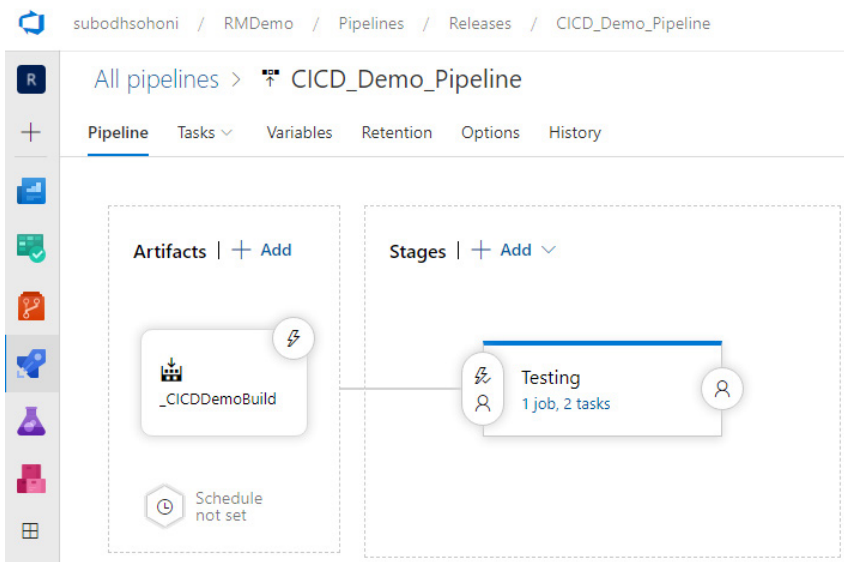 subodhsohoni / RMDemo / Pipelines / Releases / CICD_Demo_Pipeline
R
All pipelines > CICD_Demo_Pipeline
Pipeline Tasks Variables Retention Options History
Artifacts | + Add
Stages | + Add
_CICDDemoBuild
Testing
1 job, 2 tasks
Schedule
not set